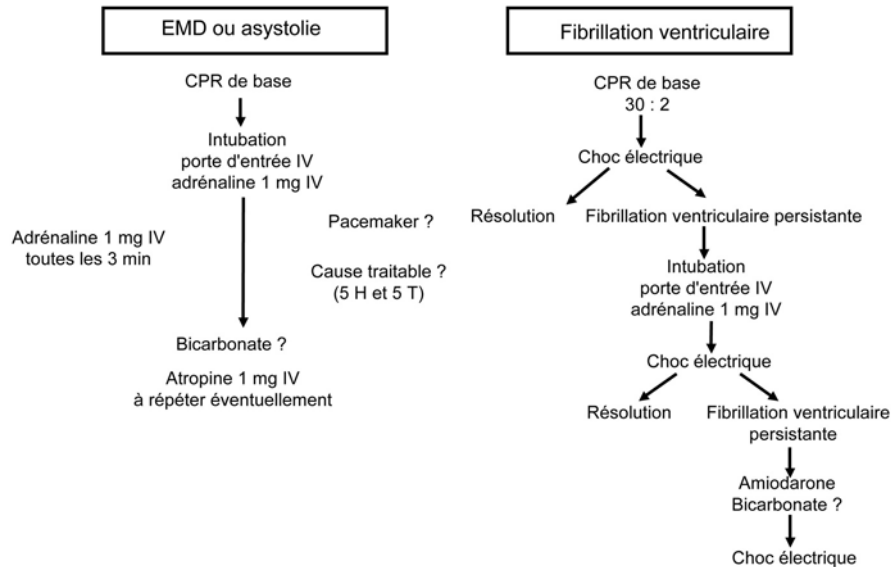 EMD ou asystolie
CPR de base
Intubation
porte d'entrée IV
adrénaline 1 mg IV
Adrénaline 1 mg IV
toutes les 3 min
Pacemaker ?
Cause traitable ?
(5 H et 5 T)
Bicarbonate ?
Atropine 1 mg IV
à répéter éventuellement
Fibrillation ventriculaire
CPR de base
30 : 2
Choc électrique
Résolution
Fibrillation ventriculaire persistante
Intubation
porte d'entrée IV
adrénaline 1 mg IV
Choc électrique
Résolution
Fibrillation ventriculaire
persistante
Amiodarone
Bicarbonate ?
Choc électrique